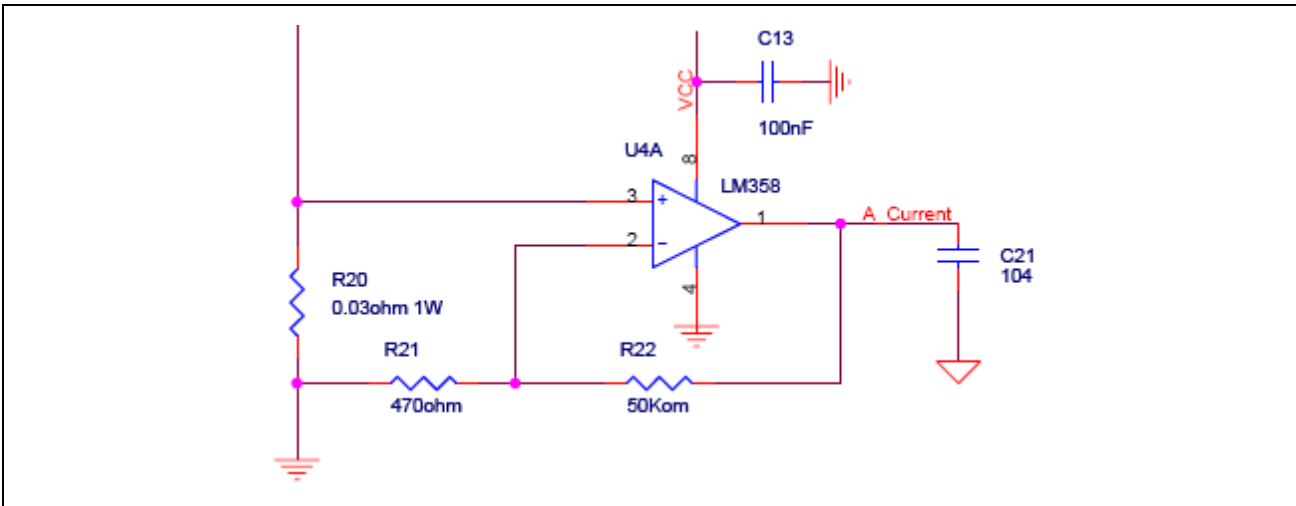 C13
VCC
100nF
U4A
8
LM358
3
+
1
A_Current
2
-
C21
104
4
R20
0.03ohm 1W
R21
R22
470ohm
50Kom